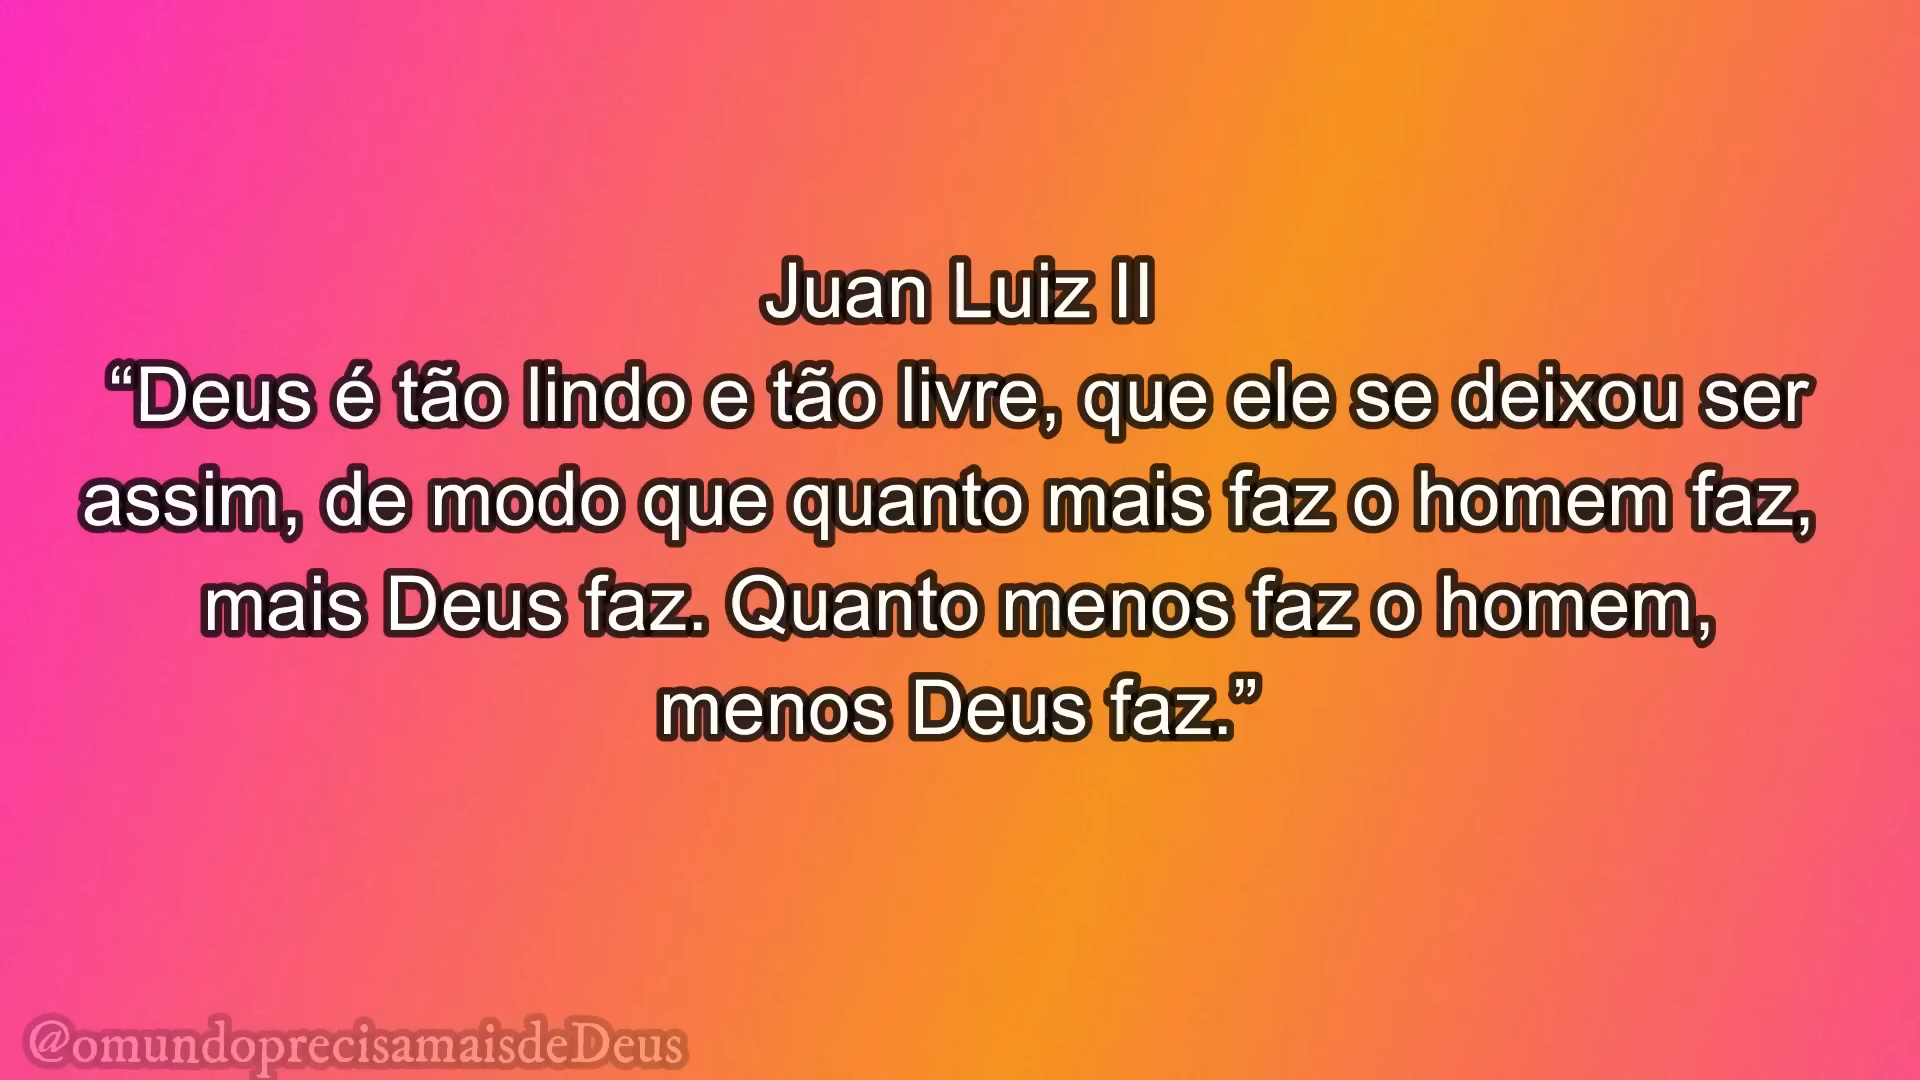 Juan Luiz II
“Deus é tão lindo e tão livre, que ele se deixou ser
assim, de modo que quanto mais faz o homem faz,
mais Deus faz. Quanto menos faz o homem,
menos Deus faz.”
@omundoprecisamaisdeDeus